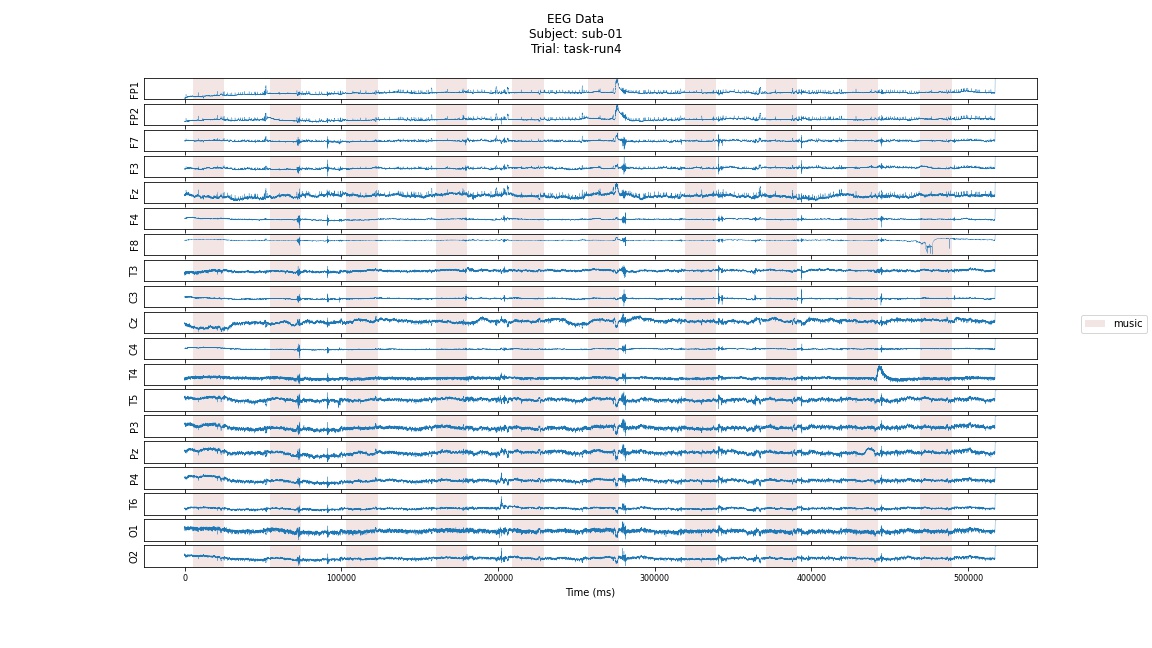 EEG Data
Subject: sub-01
Trial: task-run4
FP1
FP2
F7
F3
Fz
F4
F8
T3
C3
Cz
C4
T4
T5
P3
Pz
P4
T6
O1
O2
music
0 100000 200000 300000 400000 500000
Time (ms)